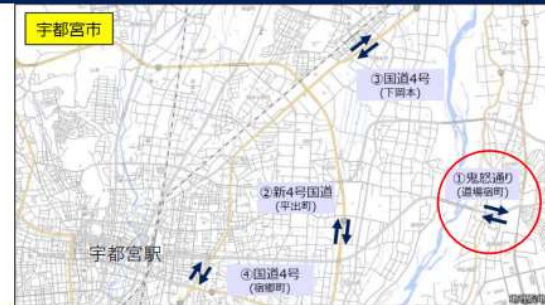 宇都宮市
③国道4号
(下岡本)
①鬼怒通り
(道場宿町)
②新4号国道
(平出町)
宇都宮駅
④国道4号
(宿郷町)